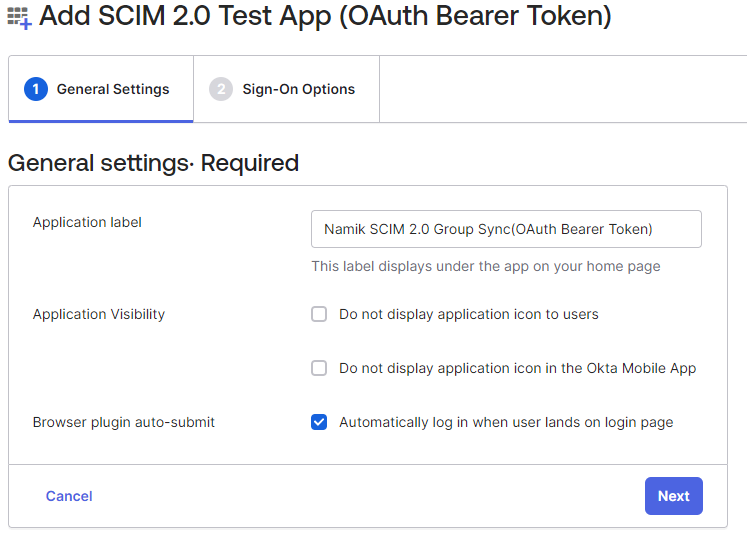 Add SCIM 2.0 Test App (OAuth Bearer Token)
1 General Settings
2 Sign-On Options
General settings· Required
Application label
Namik SCIM 2.0 Group Sync(OAuth Bearer Token)
This label displays under the app on your home page
Application Visibility
Do not display application icon to users
Do not display application icon in the Okta Mobile App
Browser plugin auto-submit
Automatically log in when user lands on login page
Cancel
Next